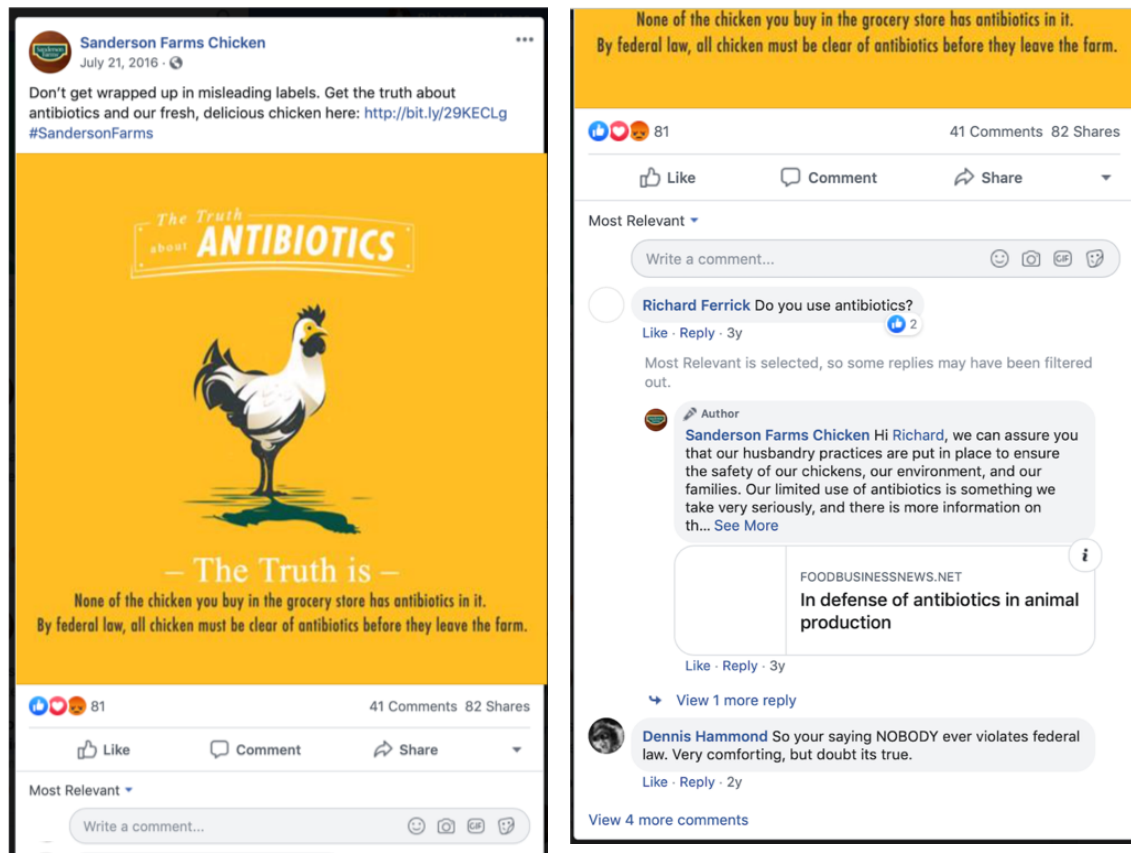 Sanderson Farms Chicken
July 21, 2016 ·
Don't get wrapped up in misleading labels. Get the truth about
antibiotics and our fresh, delicious chicken here: http://bit.ly/29KECLg
#SandersonFarms
The Truth
about ANTIBIOTICS
– The Truth is –
None of the chicken you buy in the grocery store has antibiotics in it.
By federal law, all chicken must be clear of antibiotics before they leave the farm.
81
41 Comments 82 Shares
Like
Comment
Share
Most Relevant
Write a comment...
GIF
None of the chicken you buy in the grocery store has antibiotics in it.
By federal law, all chicken must be clear of antibiotics before they leave the farm.
81
41 Comments 82 Shares
Like
Comment
Share
Most Relevant
Write a comment...
GIF
Richard Ferrick Do you use antibiotics?
2
Like · Reply · 3y
Most Relevant is selected, so some replies may have been filtered
out.
Author
Sanderson Farms Chicken Hi Richard, we can assure you
that our husbandry practices are put in place to ensure
the safety of our chickens, our environment, and our
families. Our limited use of antibiotics is something we
take very seriously, and there is more information on
th... See More
i
FOODBUSINESSNEWS.NET
In defense of antibiotics in animal
production
Like · Reply · 3y
View 1 more reply
Dennis Hammond So your saying NOBODY ever violates federal
law. Very comforting, but doubt its true.
Like · Reply · 2y
View 4 more comments